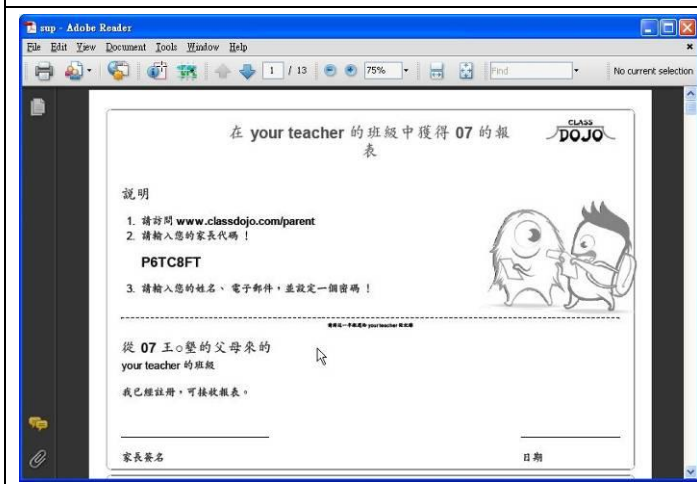 sup - Adobe Reader
File Edit View Document Tools Window Help
1 / 13 75% Find No current selection
在 your teacher 的班級中獲得 07 的報
表
CLASS
DOJO
說明
1. 請訪問 www.classdojo.com/parent
2. 請輸入您的家長代碼！
P6TC8FT
3. 請輸入您的姓名、電子郵件，並設定一個密碼！
your teacher
從 07 王○塹的父母來的
your teacher 的班級
我已經註冊，可接收報表。
家長簽名 日期